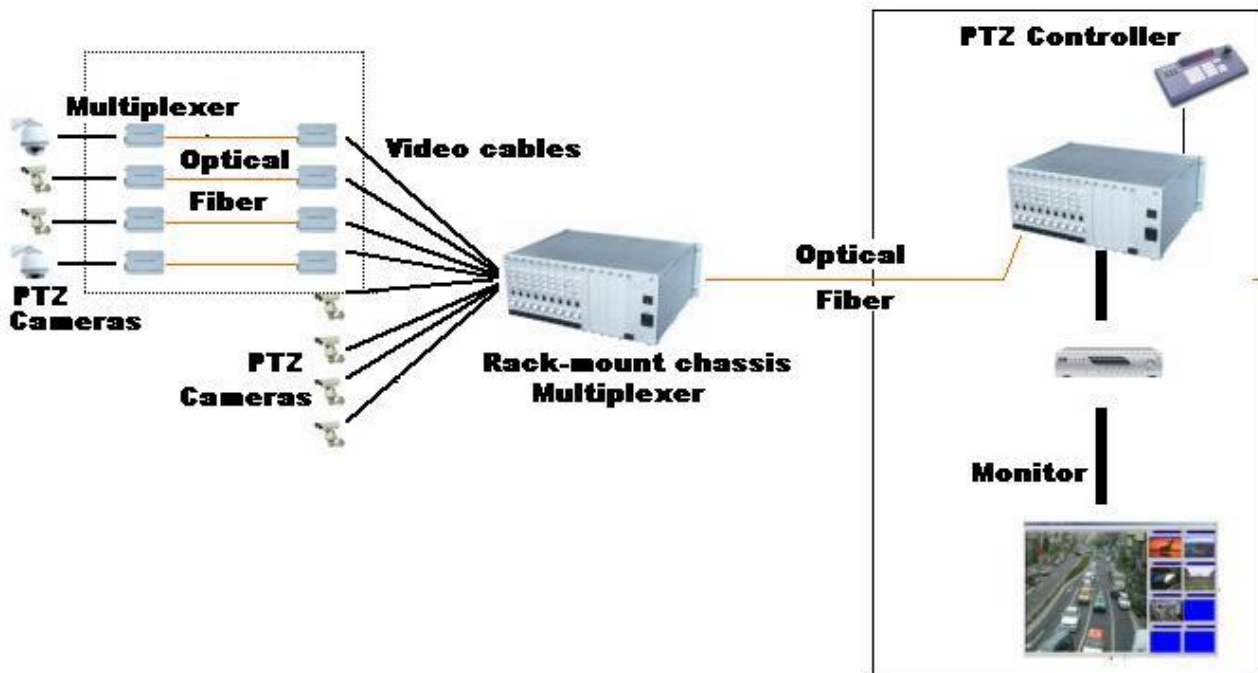 PTZ Controller
Multiplexer
Video cables
Optical
Fiber
PTZ
Cameras
Optical
Fiber
PTZ
Cameras
Rack-mount chassis
Multiplexer
Monitor